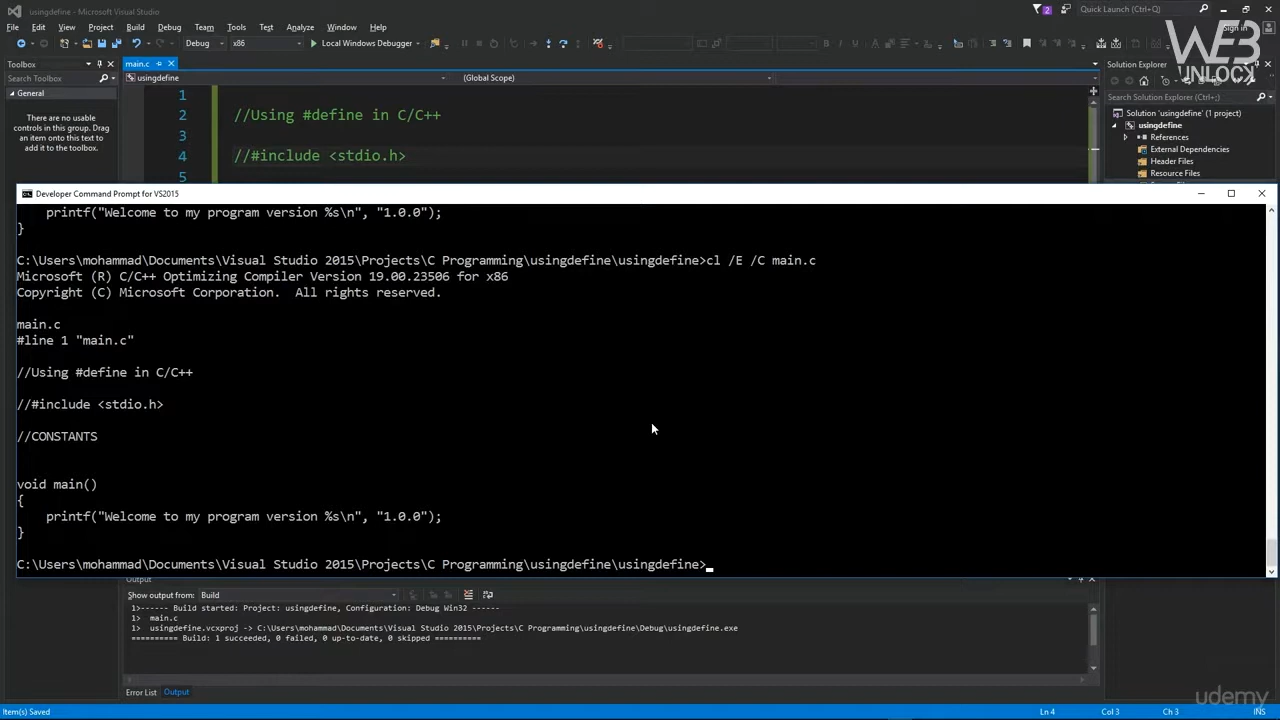 usingdefine - Microsoft Visual Studio
2
Quick Launch (Ctrl+Q)
File Edit View Project Build Debug Team Tools Test Analyze Window Help
Sign in
WEB
UNLOCK
Debug x86 Local Windows Debugger
Toolbox
Search Toolbox
General
There are no usable
controls in this group. Drag
an item onto this text to
add it to the toolbox.
main.c
usingdefine (Global Scope)
1
2 //Using #define in C/C++
3
4 //#include <stdio.h>
5
Solution Explorer
Search Solution Explorer (Ctrl+;)
Solution 'usingdefine' (1 project)
usingdefine
References
External Dependencies
Header Files
Resource Files
Developer Command Prompt for VS2015
printf("Welcome to my program version %s\n", "1.0.0");
}
C:\Users\mohammad\Documents\Visual Studio 2015\Projects\C Programming\usingdefine\usingdefine>cl /E /C main.c
Microsoft (R) C/C++ Optimizing Compiler Version 19.00.23506 for x86
Copyright (C) Microsoft Corporation.  All rights reserved.
main.c
#line 1 "main.c"
//Using #define in C/C++
//#include <stdio.h>
//CONSTANTS
void main()
{
printf("Welcome to my program version %s\n", "1.0.0");
}
C:\Users\mohammad\Documents\Visual Studio 2015\Projects\C Programming\usingdefine\usingdefine>
Output
Show output from: Build
1>------ Build started: Project: usingdefine, Configuration: Debug Win32 ------
1>  main.c
1>  usingdefine.vcxproj -> C:\Users\mohammad\Documents\Visual Studio 2015\Projects\C Programming\usingdefine\Debug\usingdefine.exe
========== Build: 1 succeeded, 0 failed, 0 up-to-date, 0 skipped ==========
Error List Output
udemy
Item(s) Saved Ln 4 Col 3 Ch 3 INS